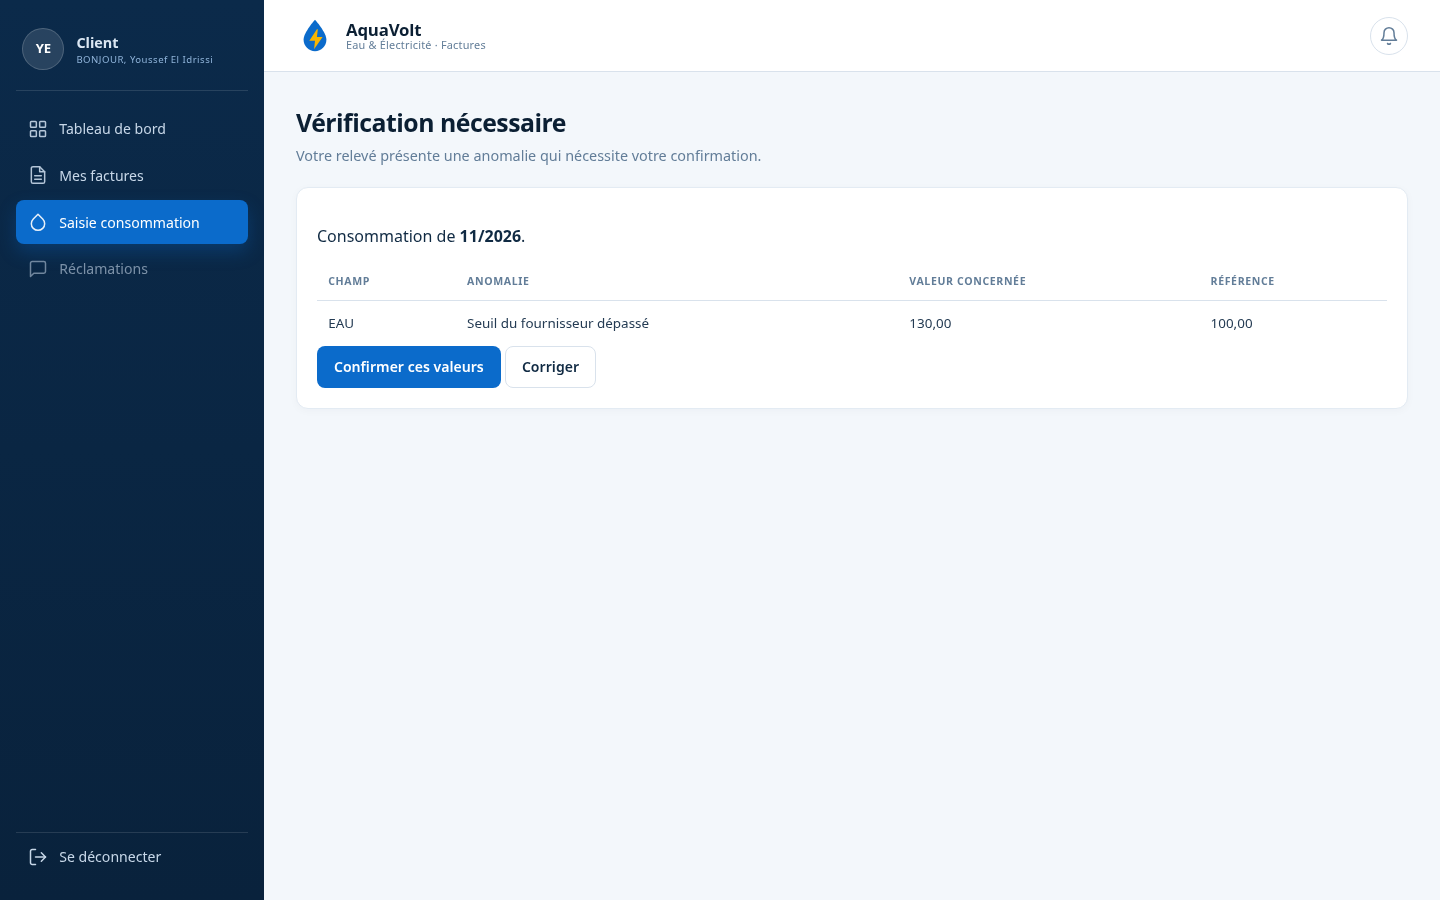 YE
Client
BONJOUR, Youssef El Idrissi
Tableau de bord
Mes factures
Saisie consommation
Réclamations
Se déconnecter
AquaVolt
Eau & Électricité · Factures
Vérification nécessaire
Votre relevé présente une anomalie qui nécessite votre confirmation.
Consommation de 11/2026.
CHAMP ANOMALIE VALEUR CONCERNÉE RÉFÉRENCE
EAU Seuil du fournisseur dépassé 130,00 100,00
Confirmer ces valeurs Corriger